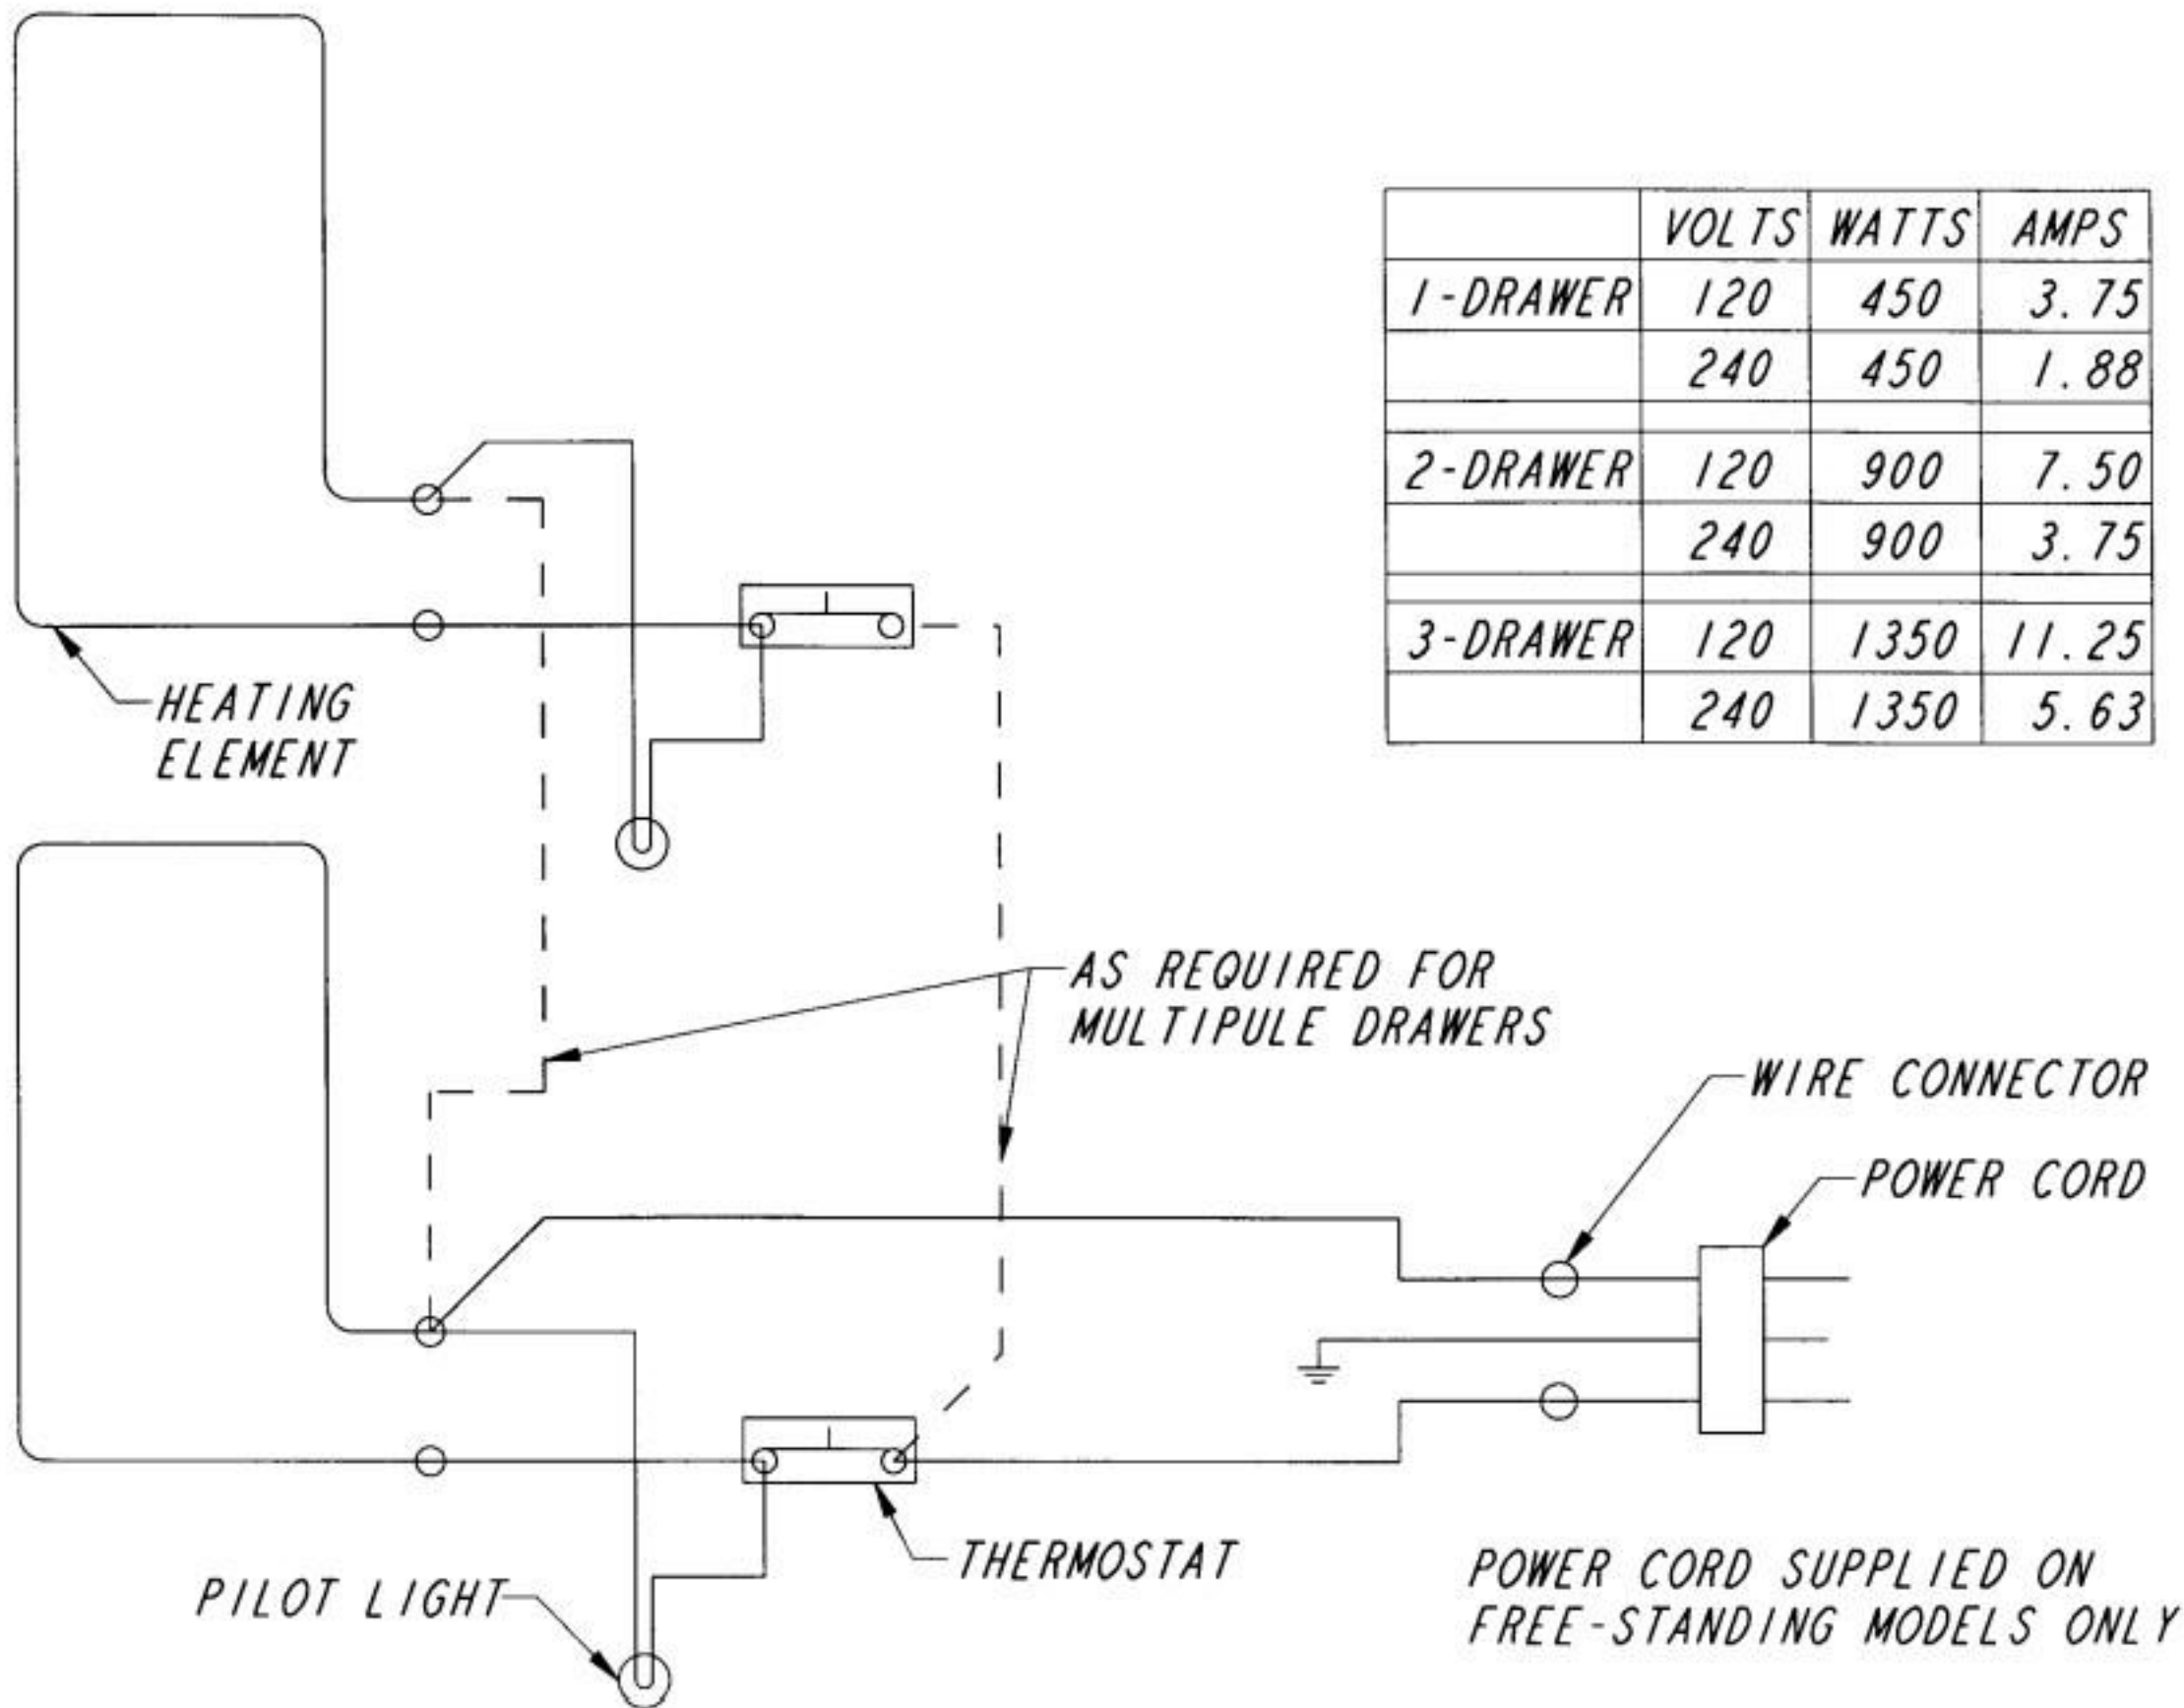 VOLTS WATTS AMPS
1-DRAWER 120 450 3.75
240 450 1.88
2-DRAWER 120 900 7.50
240 900 3.75
3-DRAWER 120 1350 11.25
240 1350 5.63
HEATING
ELEMENT
AS REQUIRED FOR
MULTIPULE DRAWERS
WIRE CONNECTOR
POWER CORD
THERMOSTAT
PILOT LIGHT
POWER CORD SUPPLIED ON
FREE-STANDING MODELS ONLY